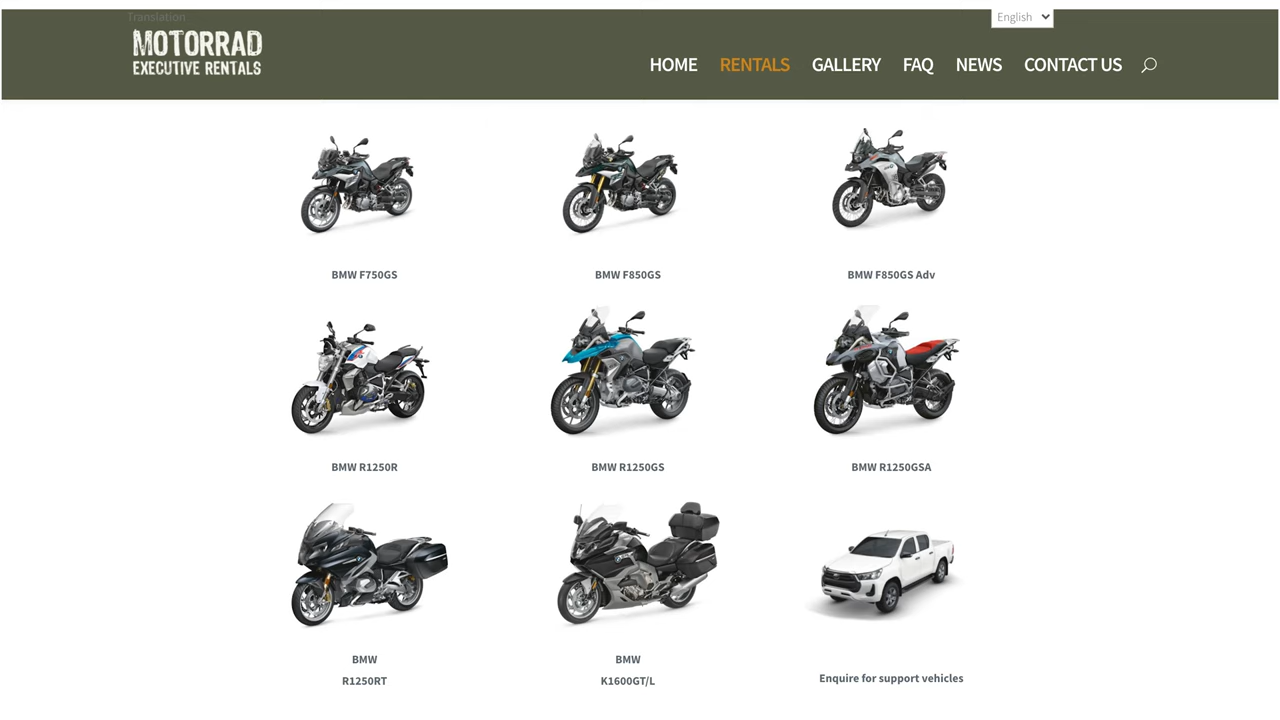 Translation
English
MOTORRAD
EXECUTIVE RENTALS
HOME RENTALS GALLERY FAQ NEWS CONTACT US
BMW F750GS
BMW F850GS
BMW F850GS Adv
BMW R1250R
BMW R1250GS
BMW R1250GSA
BMW
R1250RT
BMW
K1600GT/L
Enquire for support vehicles